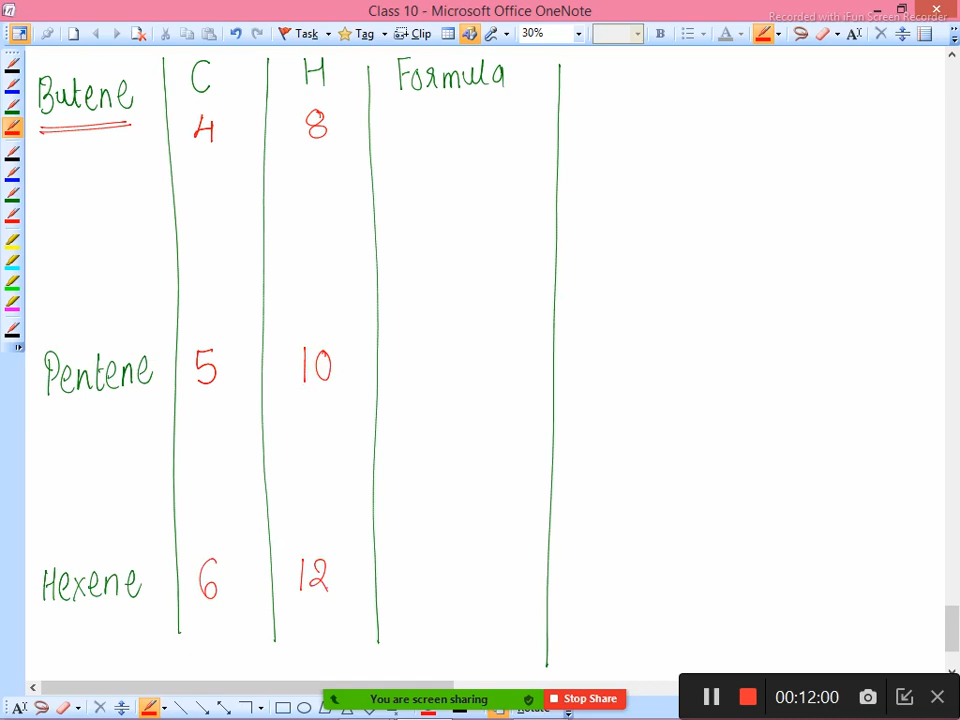 Class 10 - Microsoft Office OneNote
Recorded with iFun Screen Recorder
Task Tag Clip 30% B A A
Butene C H Formula
4 8
Pentene 5 10
Hexene 6 12
You are screen sharing Stop Share
Rotate
00:12:00